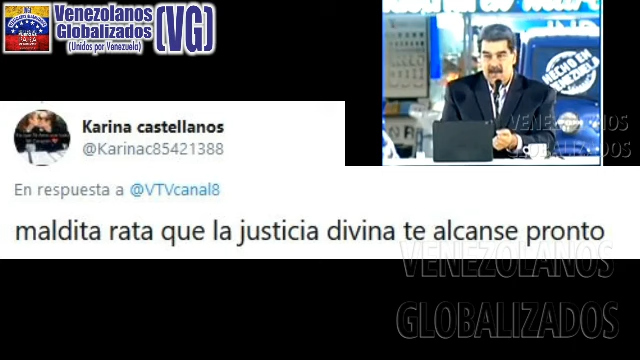 Venezolanos
Globalizados
(Unidos por Venezuela)
(VG)
HECHO EN
VENEZUELA
VENEZOLANOS
GLOBALIZADOS
Karina castellanos
@Karinac85421388
En respuesta a @VTVcanal8
maldita rata que la justicia divina te alcanse pronto
VENEZOLANOS
GLOBALIZADOS